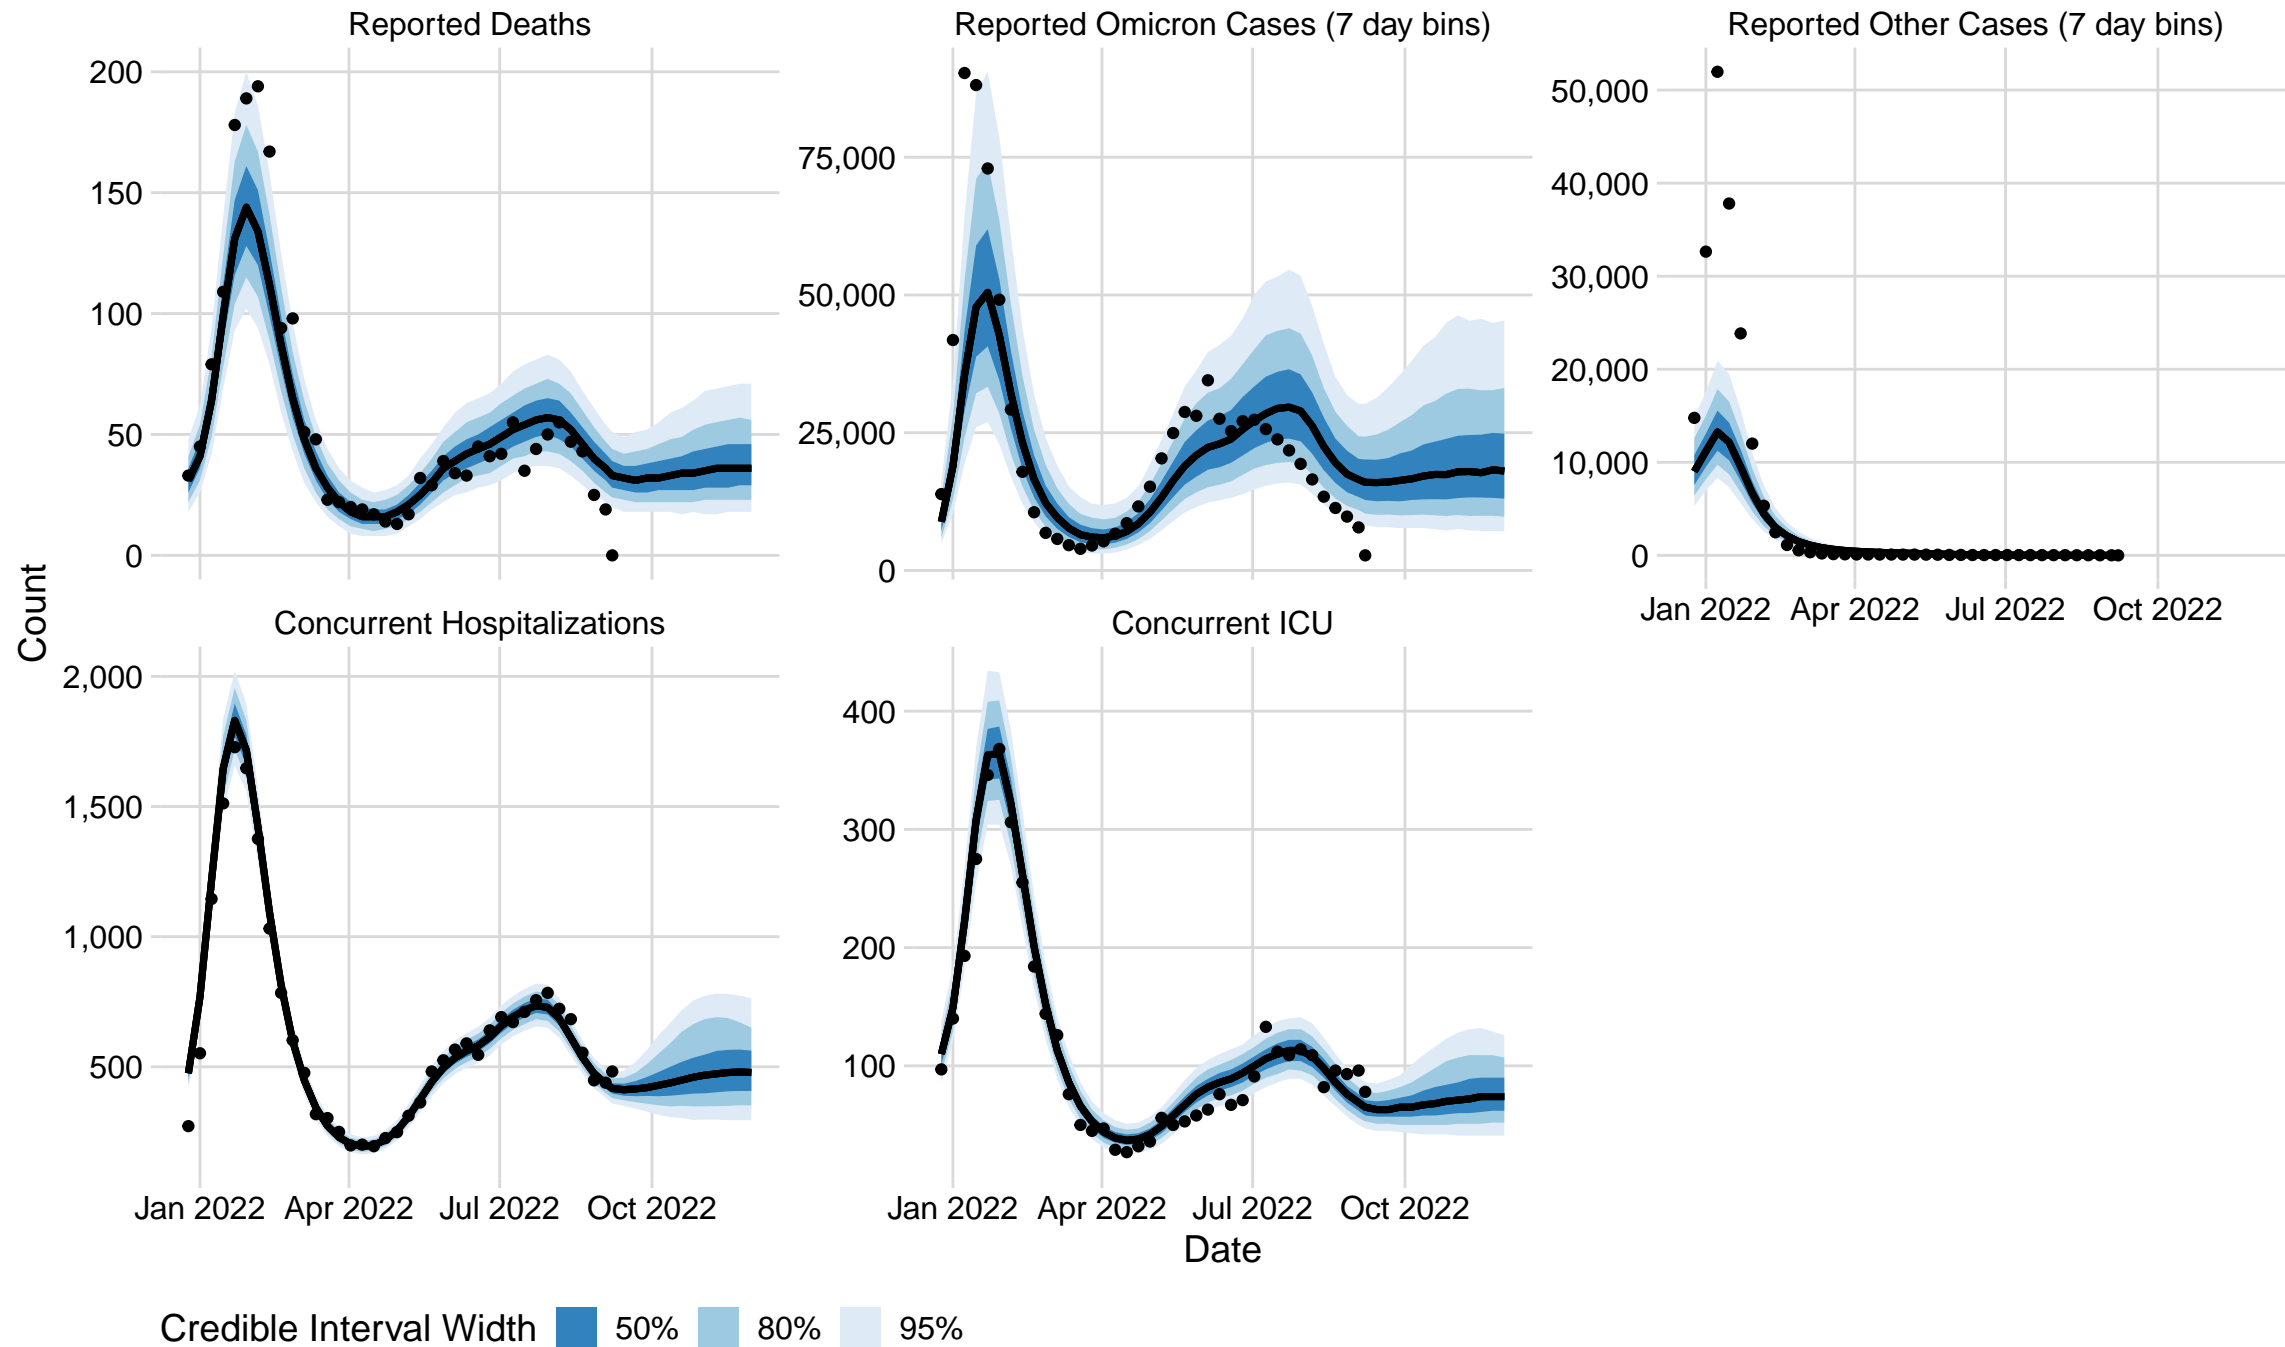 Reported Deaths
Reported Omicron Cases (7 day bins)
Reported Other Cases (7 day bins)
200
150
100
50
0
75,000
50,000
25,000
0
50,000
40,000
30,000
20,000
10,000
0
Jan 2022 Apr 2022 Jul 2022 Oct 2022
Count
Concurrent Hospitalizations
Concurrent ICU
2,000
1,500
1,000
500
400
300
200
100
Jan 2022 Apr 2022 Jul 2022 Oct 2022
Jan 2022 Apr 2022 Jul 2022 Oct 2022
Date
Credible Interval Width 50% 80% 95%